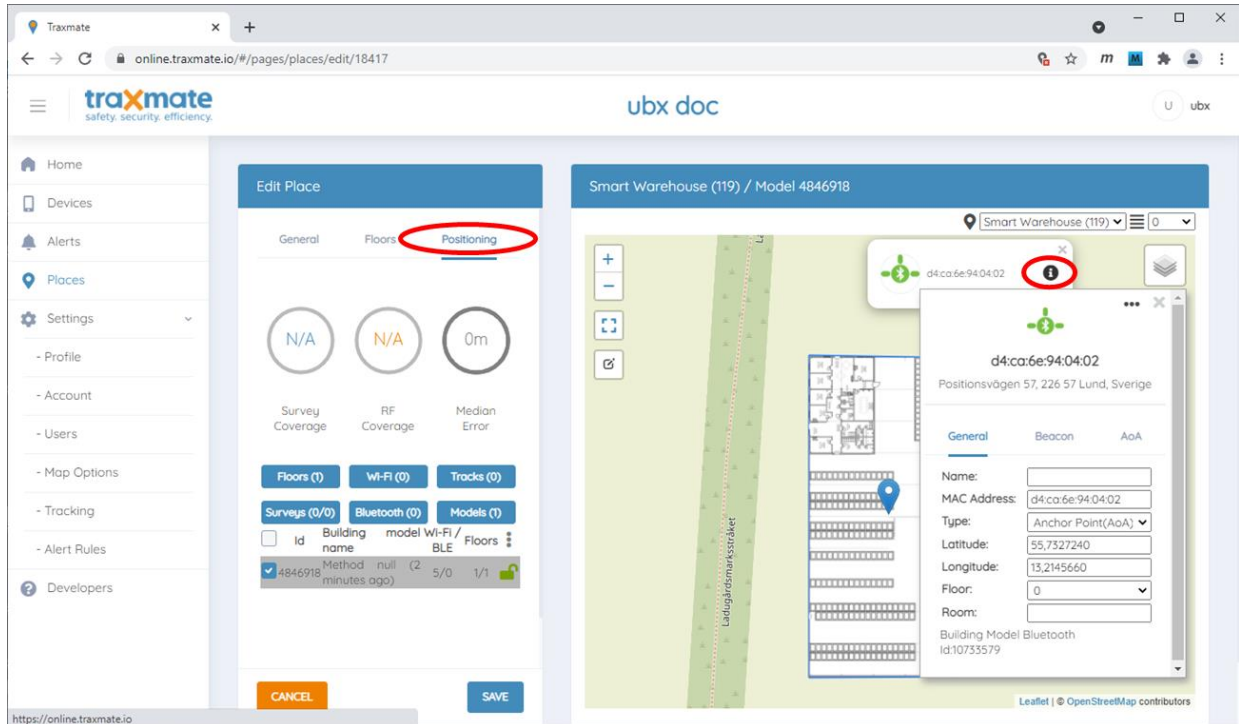 Traxmate
online.traxmate.io/#/pages/places/edit/18417
traxmate
safety. security. efficiency.
ubx doc
U ubx
Home
Devices
Alerts
Places
Settings
- Profile
- Account
- Users
- Map Options
- Tracking
- Alert Rules
Developers
Edit Place
General Floors Positioning
N/A N/A 0m
Survey RF Median
Coverage Coverage Error
Floors (1) Wi-Fi (0) Tracks (0)
Surveys (0/0) Bluetooth (0) Models (1)
Id Building model Wi-Fi / Floors
name BLE
4846918 Method null (2 5/0 1/1
minutes ago)
CANCEL SAVE
https://online.traxmate.io
Smart Warehouse (119) / Model 4846918
Smart Warehouse (119) 0
+
−
d4:ca:6e:94:04:02
d4:ca:6e:94:04:02
Positionsvägen 57, 226 57 Lund, Sverige
General Beacon AoA
Name:
MAC Address: d4:ca:6e:94:04:02
Type: Anchor Point(AoA)
Latitude: 55,7327240
Longitude: 13,2145660
Floor: 0
Room:
Building Model Bluetooth
Id:10733579
Ladugårdsmarksstråket
Leaflet | © OpenStreetMap contributors